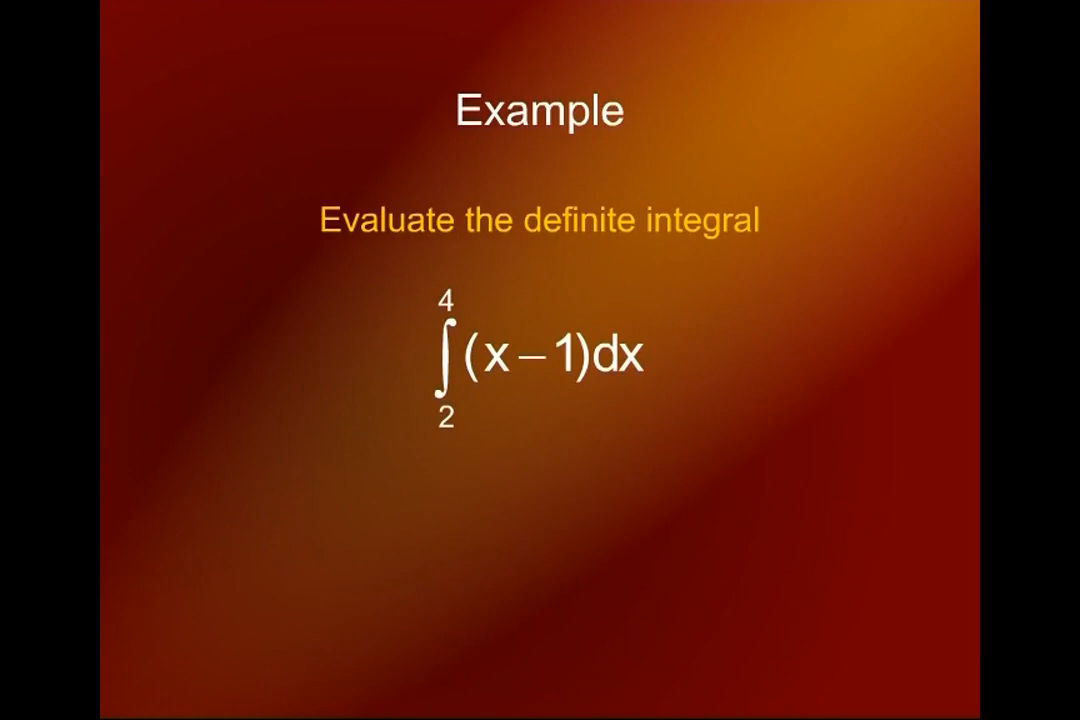 Example
Evaluate the definite integral
4
∫(x – 1)dx
2